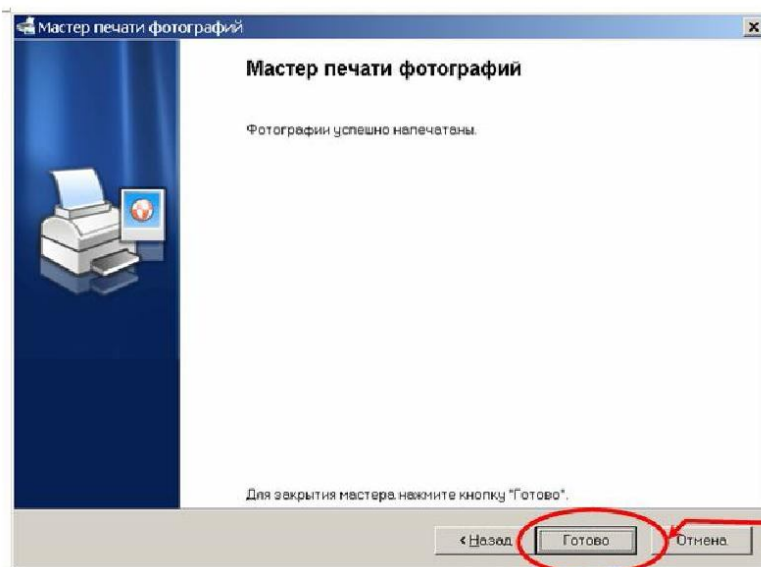 Мастер печати фотографий
Мастер печати фотографий
Фотографии успешно напечатаны.
Для закрытия мастера нажмите кнопку "Готово".
< Назад Готово Отмена